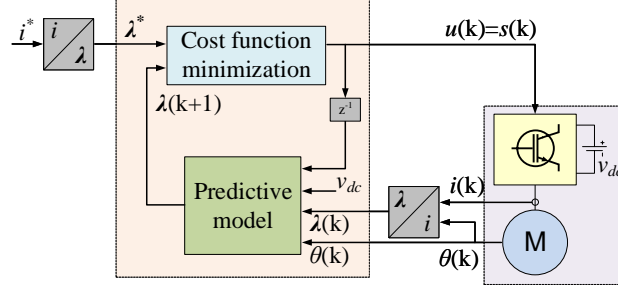 i*
i
λ
λ*
Cost function
minimization
u(k)=s(k)
λ(k+1)
z⁻¹
Predictive
model
v_dc
λ(k)
θ(k)
λ
i
i(k)
θ(k)
+
-
v_dc
M